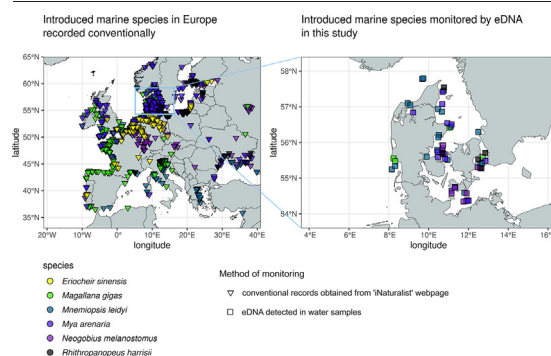 Introduced marine species in Europe
recorded conventionally
Introduced marine species monitored by eDNA
in this study
65°N
60°N
55°N
50°N
45°N
40°N
35°N
latitude
20°W
10°W
0°
10°E
20°E
30°E
40°E
longitude
58°N
57°N
56°N
55°N
54°N
latitude
4°E
6°E
8°E
10°E
12°E
14°E
16°E
longitude
species
Eriocheir sinensis
Magallana gigas
Mnemiopsis leidyi
Mya arenaria
Neogobius melanostomus
Rhithropanopeus harrisii
Method of monitoring
conventional records obtained from 'iNaturalist' webpage
eDNA detected in water samples